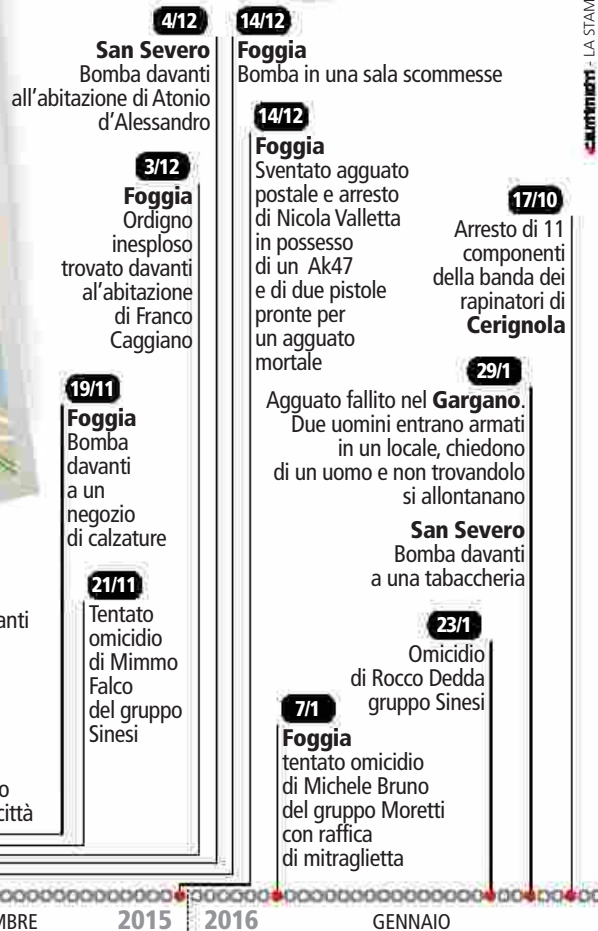 4/12
San Severo
Bomba davanti
all'abitazione di Atonio
d'Alessandro
14/12
Foggia
Bomba in una sala scommesse
14/12
Foggia
Sventato agguato
postale e arresto
di Nicola Valletta
in possesso
di un Ak47
e di due pistole
pronte per
un agguato
mortale
3/12
Foggia
Ordigno
inesploso
trovato davanti
al'abitazione
di Franco
Caggiano
17/10
Arresto di 11
componenti
della banda dei
rapinatori di
Cerignola
19/11
Foggia
Bomba
davanti
a un
negozio
di calzature
29/1
Agguato fallito nel Gargano.
Due uomini entrano armati
in un locale, chiedono
di un uomo e non trovandolo
si allontanano
San Severo
Bomba davanti
a una tabaccheria
21/11
Tentato
omicidio
di Mimmo
Falco
del gruppo
Sinesi
23/1
Omicidio
di Rocco Dedda
gruppo Sinesi
7/1
Foggia
tentato omicidio
di Michele Bruno
del gruppo Moretti
con raffica
di mitraglietta
anti
o
città
MBRE
2015
2016
GENNAIO
- LA STAM